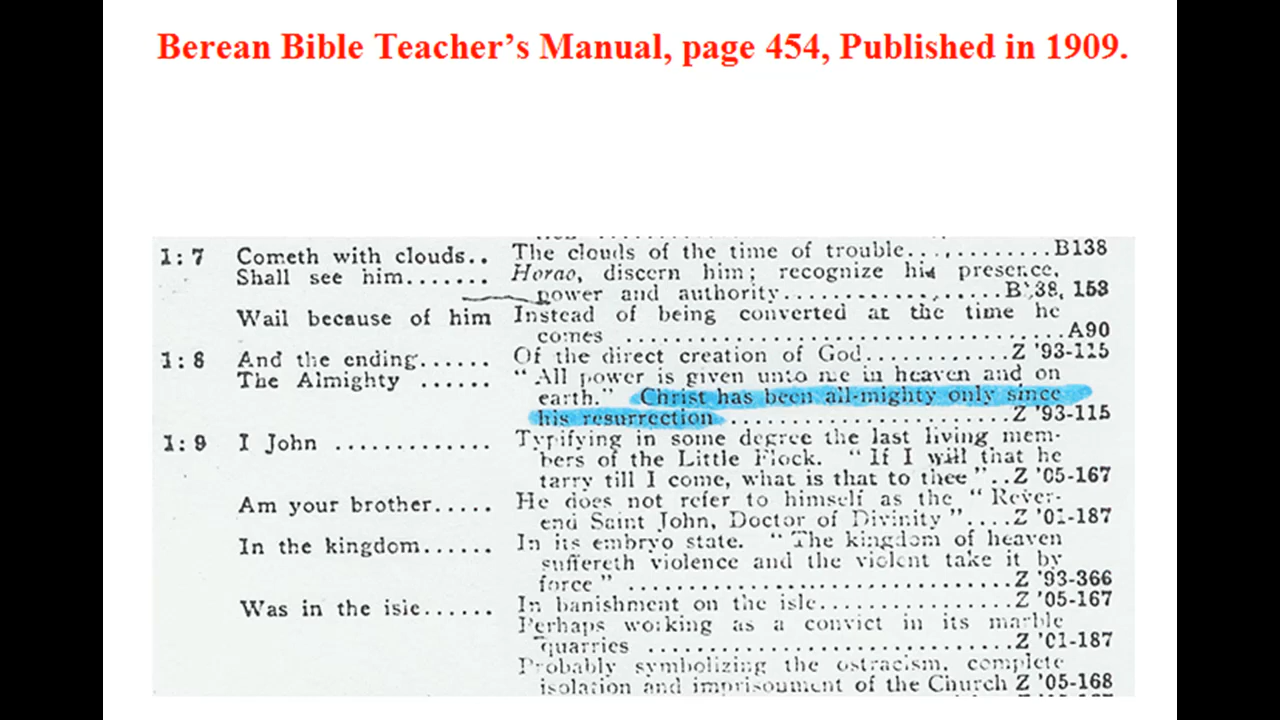 Berean Bible Teacher's Manual, page 454, Published in 1909.
1:7 Cometh with clouds.. The clouds of the time of trouble..........B138
Shall see him....... Horao, discern him; recognize his presence,
power and authority....................B138, 153
Wail because of him Instead of being converted at the time he
comes ..................................A90
1:8 And the ending...... Of the direct creation of God..........Z '93-115
The Almighty ...... "All power is given unto me in heaven and on
earth." Christ has been all-mighty only since
his resurrection ......................Z '93-115
1:9 I John ............. Typifying in some degree the last living mem-
bers of the Little Flock. "If I will that he
tarry till I come, what is that to thee"..Z '05-167
Am your brother..... He does not refer to himself as the "Rever-
end Saint John, Doctor of Divinity"....Z '01-187
In the kingdom...... In its embryo state. "The kingdom of heaven
suffereth violence and the violent take it by
force" ..............................Z '93-366
Was in the isle...... In banishment on the isle...............Z '05-167
Perhaps working as a convict in its marble
quarries ..............................Z '01-187
Probably symbolizing the ostracism, complete
isolation and imprisonment of the Church Z '05-168